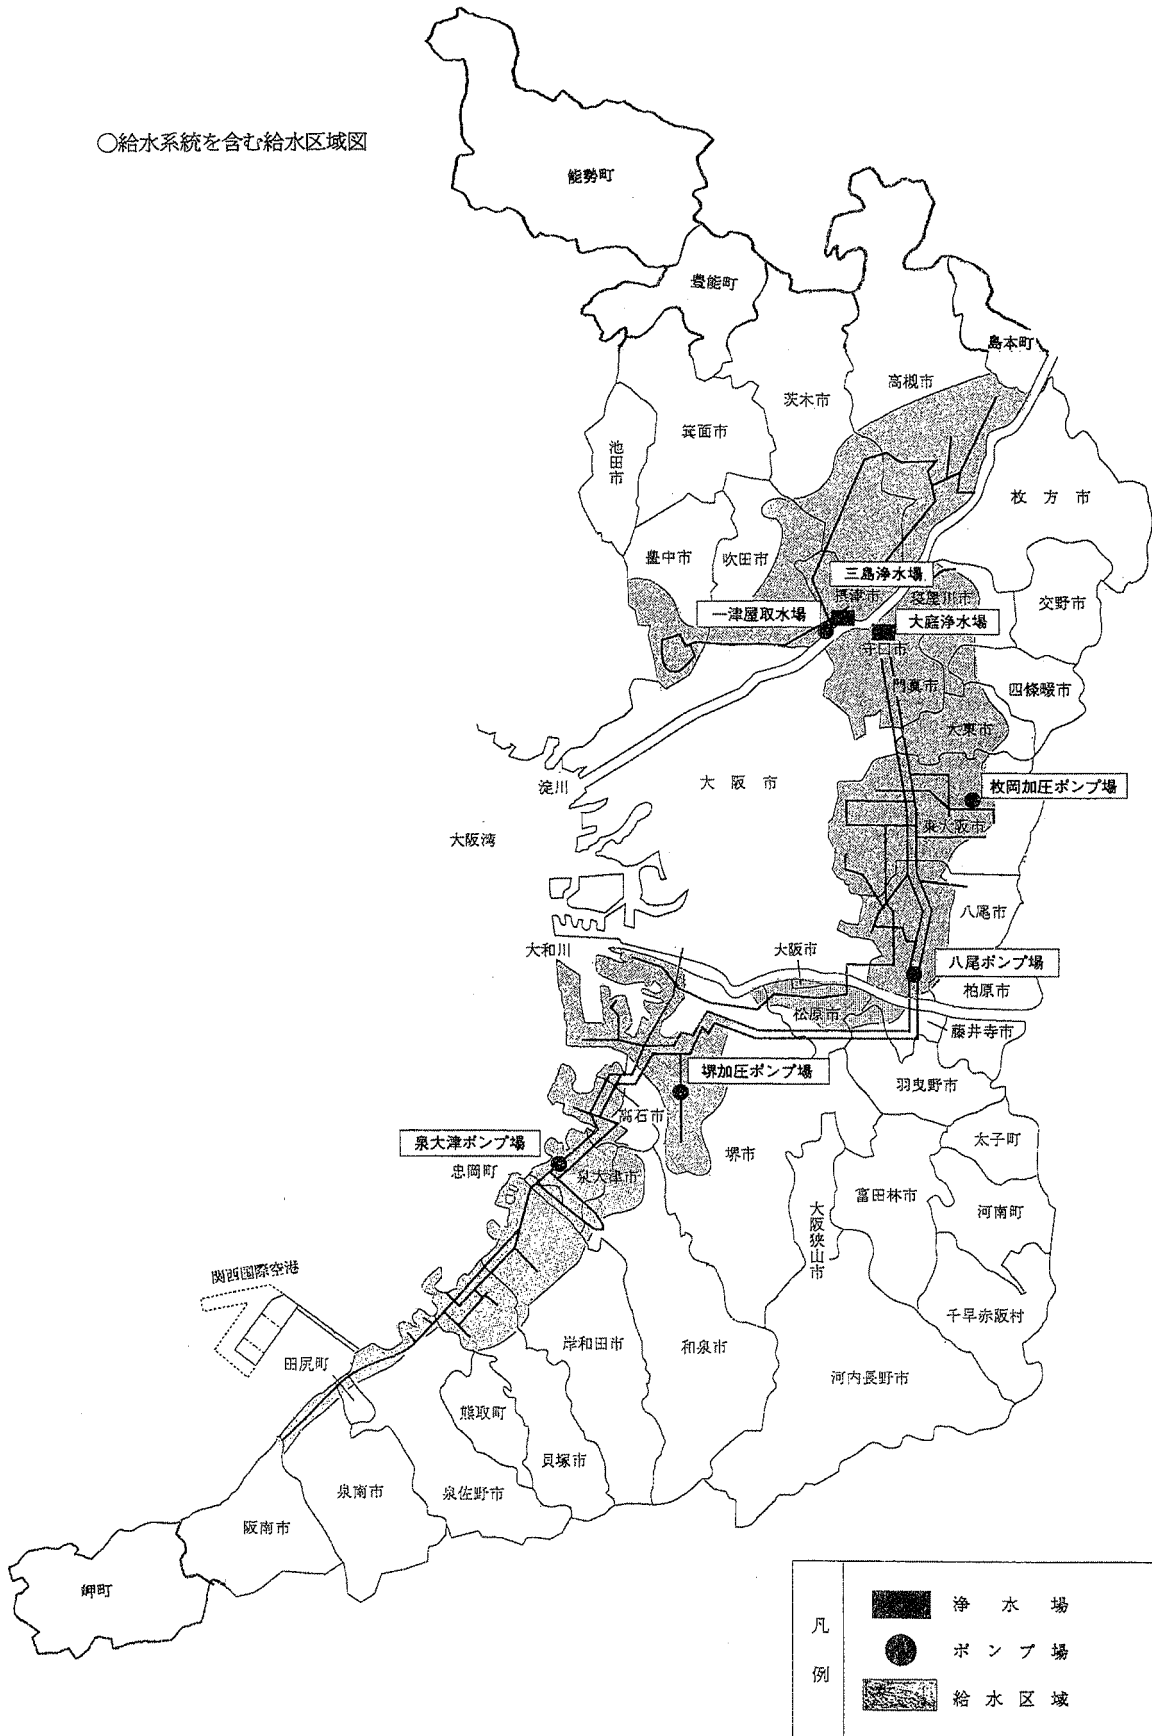 ○給水系統を含む給水区域図
能勢町
豊能町
島本町
高槻市
茨木市
箕面市
池田市
枚方市
豊中市
吹田市
三島浄水場
摂津市
寝屋川市
交野市
一津屋取水場
大庭浄水場
守口市
門真市
四條畷市
大東市
淀川
大阪市
枚岡加圧ポンプ場
東大阪市
大阪湾
八尾市
大和川
大阪市
八尾ポンプ場
柏原市
松原市
藤井寺市
堺加圧ポンプ場
羽曳野市
高石市
太子町
泉大津ポンプ場
忠岡町
泉大津市
堺市
富田林市
大阪狭山市
河南町
関西国際空港
千早赤阪村
田尻町
岸和田市
和泉市
河内長野市
熊取町
貝塚市
泉南市
泉佐野市
阪南市
岬町
凡例
浄水場
ポンプ場
給水区域